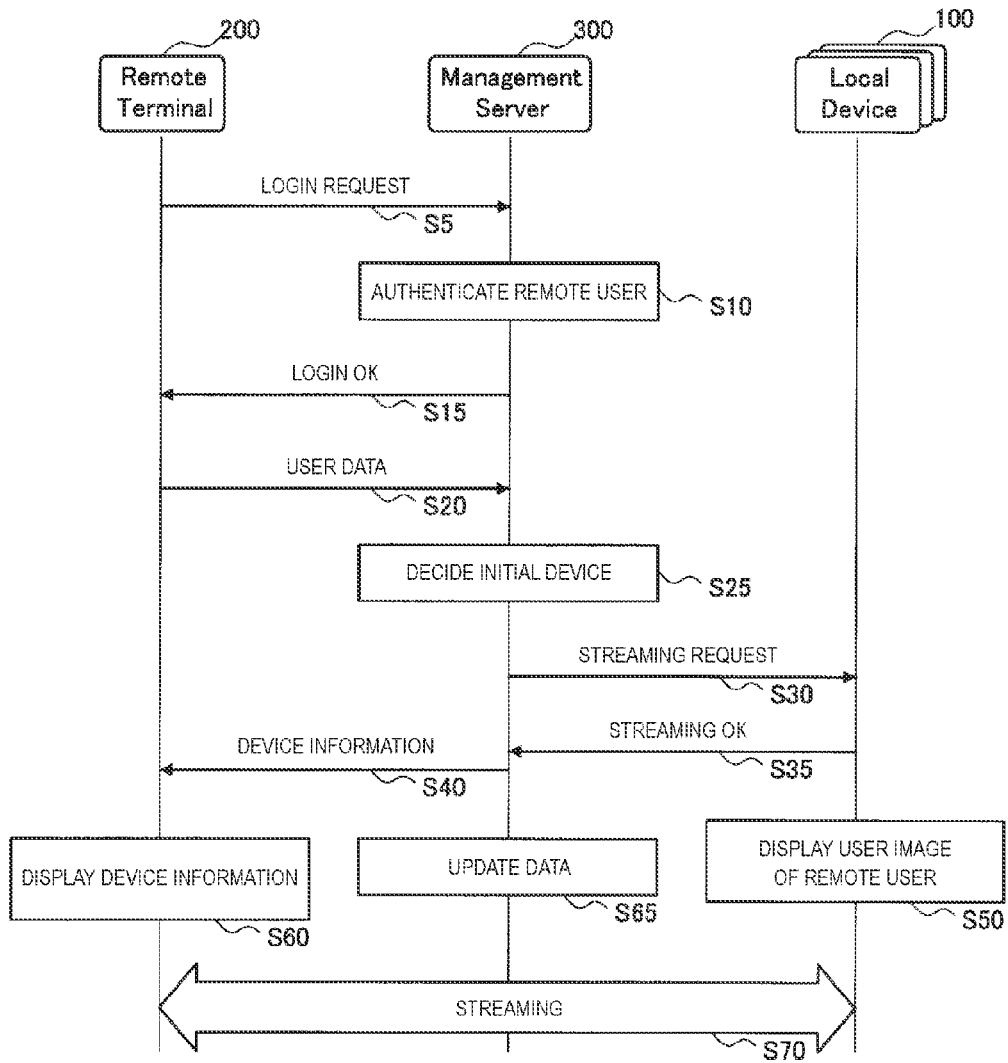 200
300
100
Remote
Terminal
Management
Server
Local
Device
LOGIN REQUEST
S5
AUTHENTICATE REMOTE USER
S10
LOGIN OK
S15
USER DATA
S20
DECIDE INITIAL DEVICE
S25
STREAMING REQUEST
S30
STREAMING OK
S35
DEVICE INFORMATION
S40
DISPLAY DEVICE INFORMATION
S60
UPDATE DATA
S65
DISPLAY USER IMAGE
OF REMOTE USER
S50
STREAMING
S70